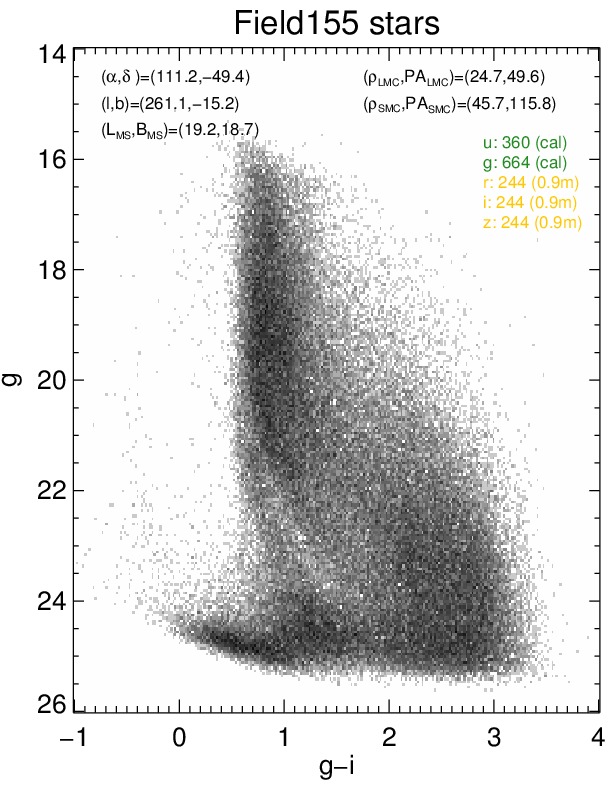 Field155 stars
(α,δ )=(111.2,−49.4)
(ρLMC,PALMC)=(24.7,49.6)
(l,b)=(261,1,−15.2)
(ρSMC,PASMC)=(45.7,115.8)
(LMS,BMS)=(19.2,18.7)
u: 360 (cal)
g: 664 (cal)
r: 244 (0.9m)
i: 244 (0.9m)
z: 244 (0.9m)
14
16
18
20
22
24
26
g
−1 0 1 2 3 4
g−i